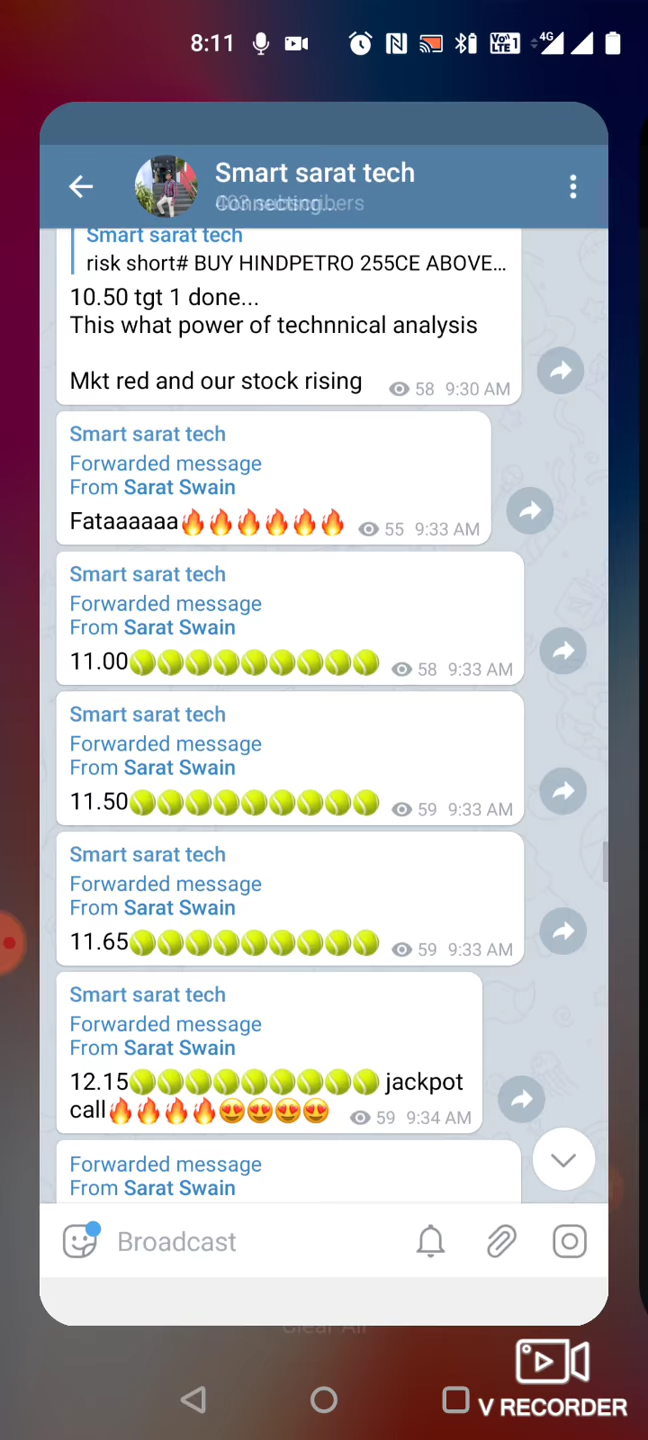 8:11
4G
Vo 1
LTE
Smart sarat tech
Connecting...
Smart sarat tech
risk short# BUY HINDPETRO 255CE ABOVE...
10.50 tgt 1 done...
This what power of technnical analysis
Mkt red and our stock rising 58 9:30 AM
Smart sarat tech
Forwarded message
From Sarat Swain
Fataaaaaa🔥🔥🔥🔥🔥🔥 55 9:33 AM
Smart sarat tech
Forwarded message
From Sarat Swain
11.00🎾🎾🎾🎾🎾🎾🎾🎾🎾 58 9:33 AM
Smart sarat tech
Forwarded message
From Sarat Swain
11.50🎾🎾🎾🎾🎾🎾🎾🎾🎾 59 9:33 AM
Smart sarat tech
Forwarded message
From Sarat Swain
11.65🎾🎾🎾🎾🎾🎾🎾🎾🎾 59 9:33 AM
Smart sarat tech
Forwarded message
From Sarat Swain
12.15🎾🎾🎾🎾🎾🎾🎾🎾🎾 jackpot
call🔥🔥🔥🔥😍😍😍😍 59 9:34 AM
Forwarded message
From Sarat Swain
Broadcast
Clear All
V RECORDER